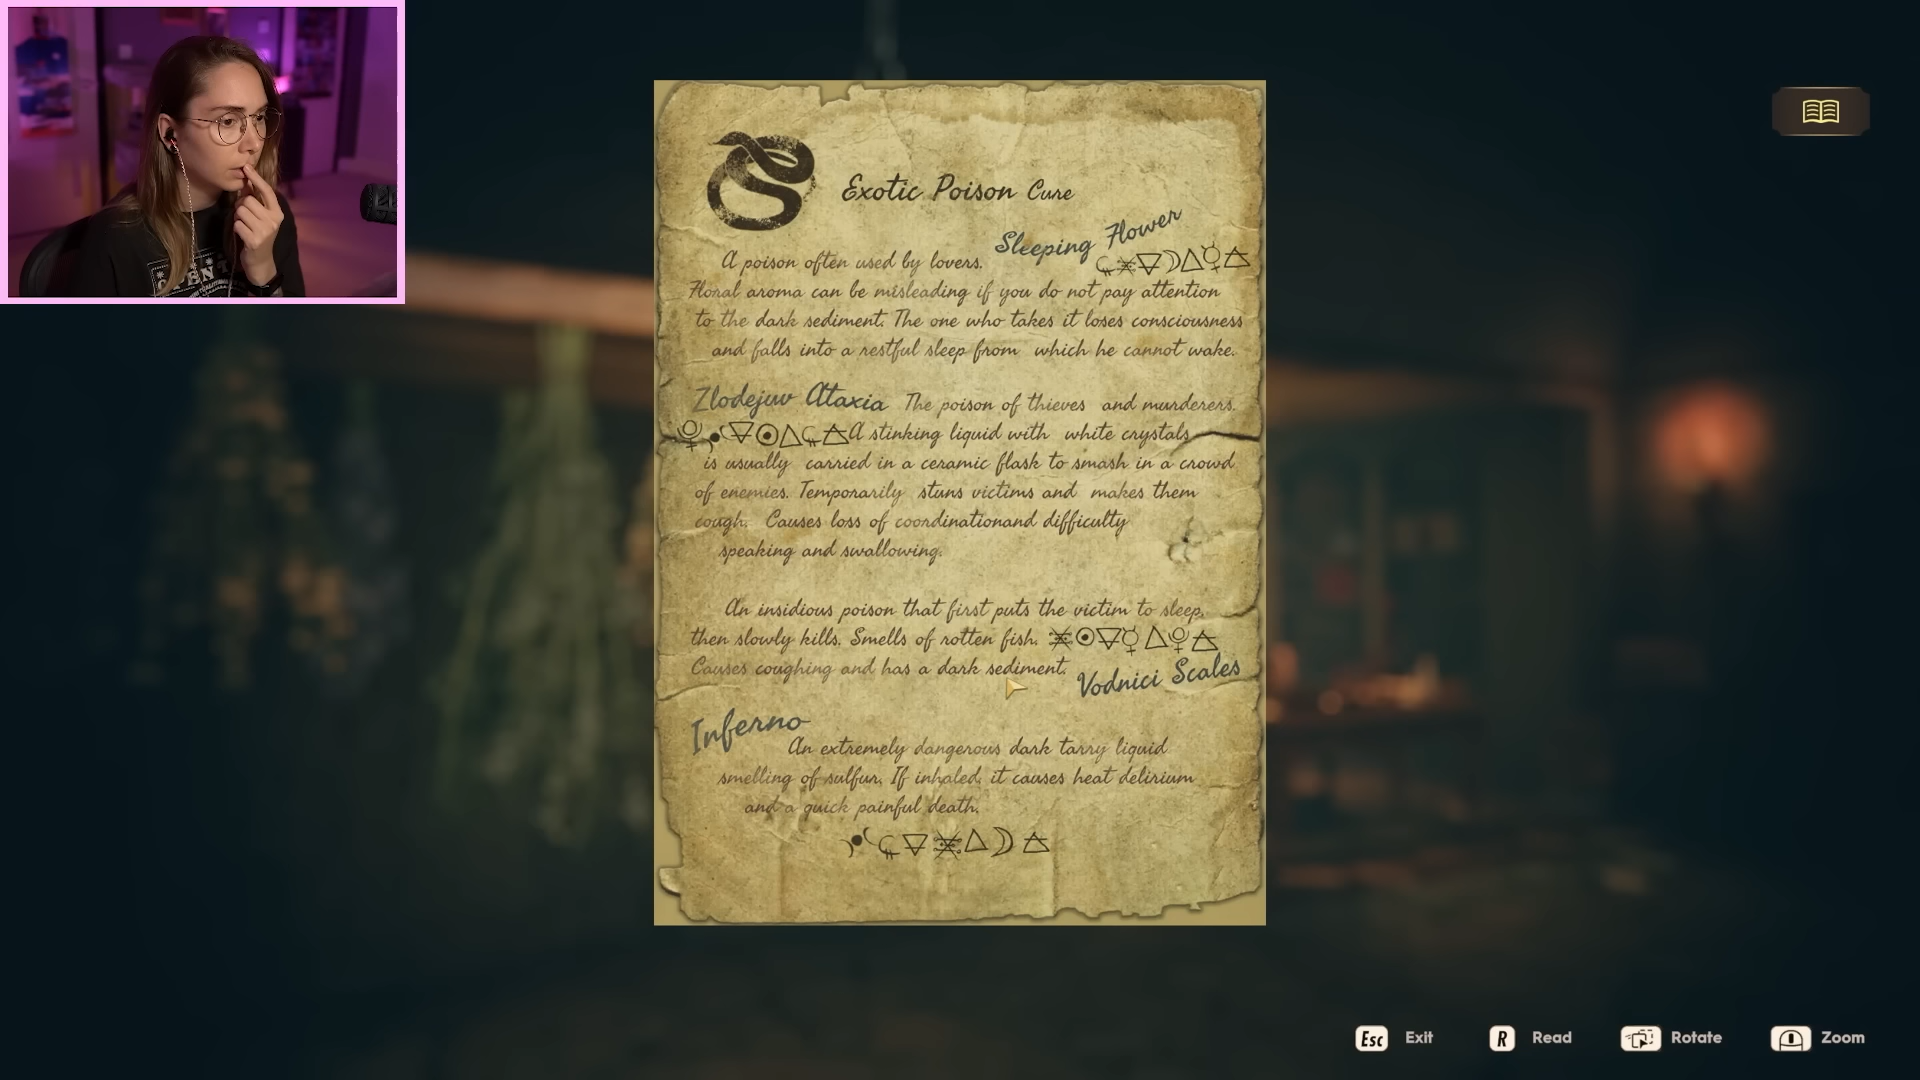 Exotic Poison Cure
Sleeping Flower
A poison often used by lovers.
Floral aroma can be misleading if you do not pay attention
to the dark sediment. The one who takes it loses consciousness
and falls into a restful sleep from which he cannot wake.
Zlodejuv Ataxia The poison of thieves and murderers.
A stinking liquid with white crystals
is usually carried in a ceramic flask to smash in a crowd
of enemies. Temporarily stuns victims and makes them
cough. Causes loss of coordinationand difficulty
speaking and swallowing.
An insidious poison that first puts the victim to sleep,
then slowly kills. Smells of rotten fish.
Causes coughing and has a dark sediment.
Vodnici Scales
Inferno
An extremely dangerous dark tarry liquid
smelling of sulfur. If inhaled, it causes heat delirium
and a quick painful death.
Esc Exit R Read Rotate Zoom